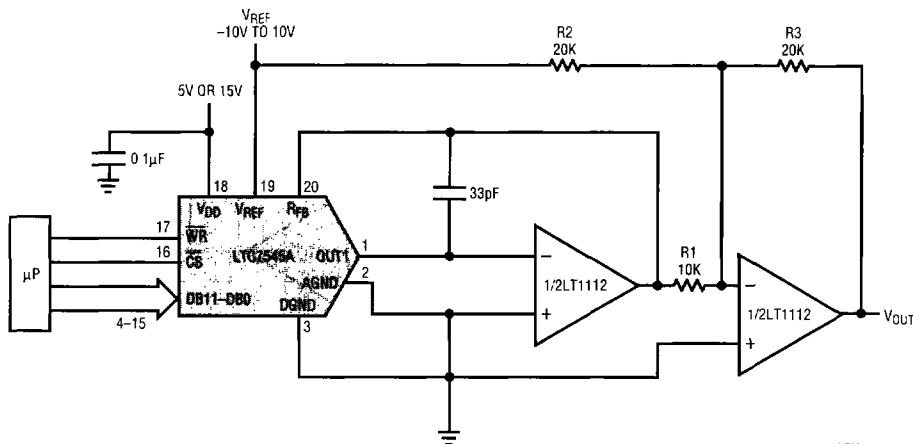 VREF
–10V TO 10V
R2
20K
R3
20K
5V OR 15V
0 1µF
18
19
20
VDD
VREF
RFB
33pF
17
WR
16
CS
LTC7545A
OUT1
1
AGND
2
µP
DB11–DB0
DGND
4–15
3
–
+
1/2LT1112
R1
10K
–
+
1/2LT1112
VOUT